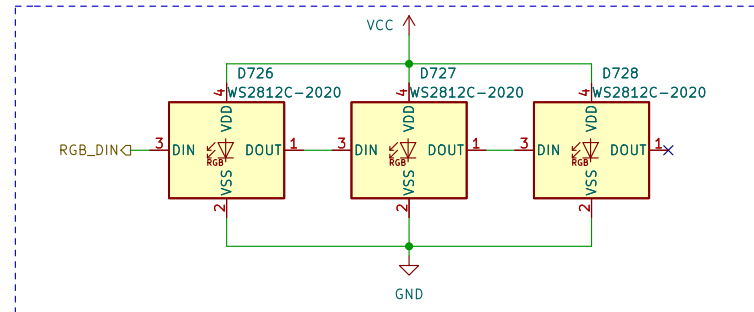 VCC
D726 D727 D728
WS2812C-2020 WS2812C-2020 WS2812C-2020
4 4 4
VDD VDD VDD
RGB_DIN 3 DIN DOUT 1 3 DIN DOUT 1 3 DIN DOUT 1
RGB RGB RGB
VSS VSS VSS
2 2 2
GND